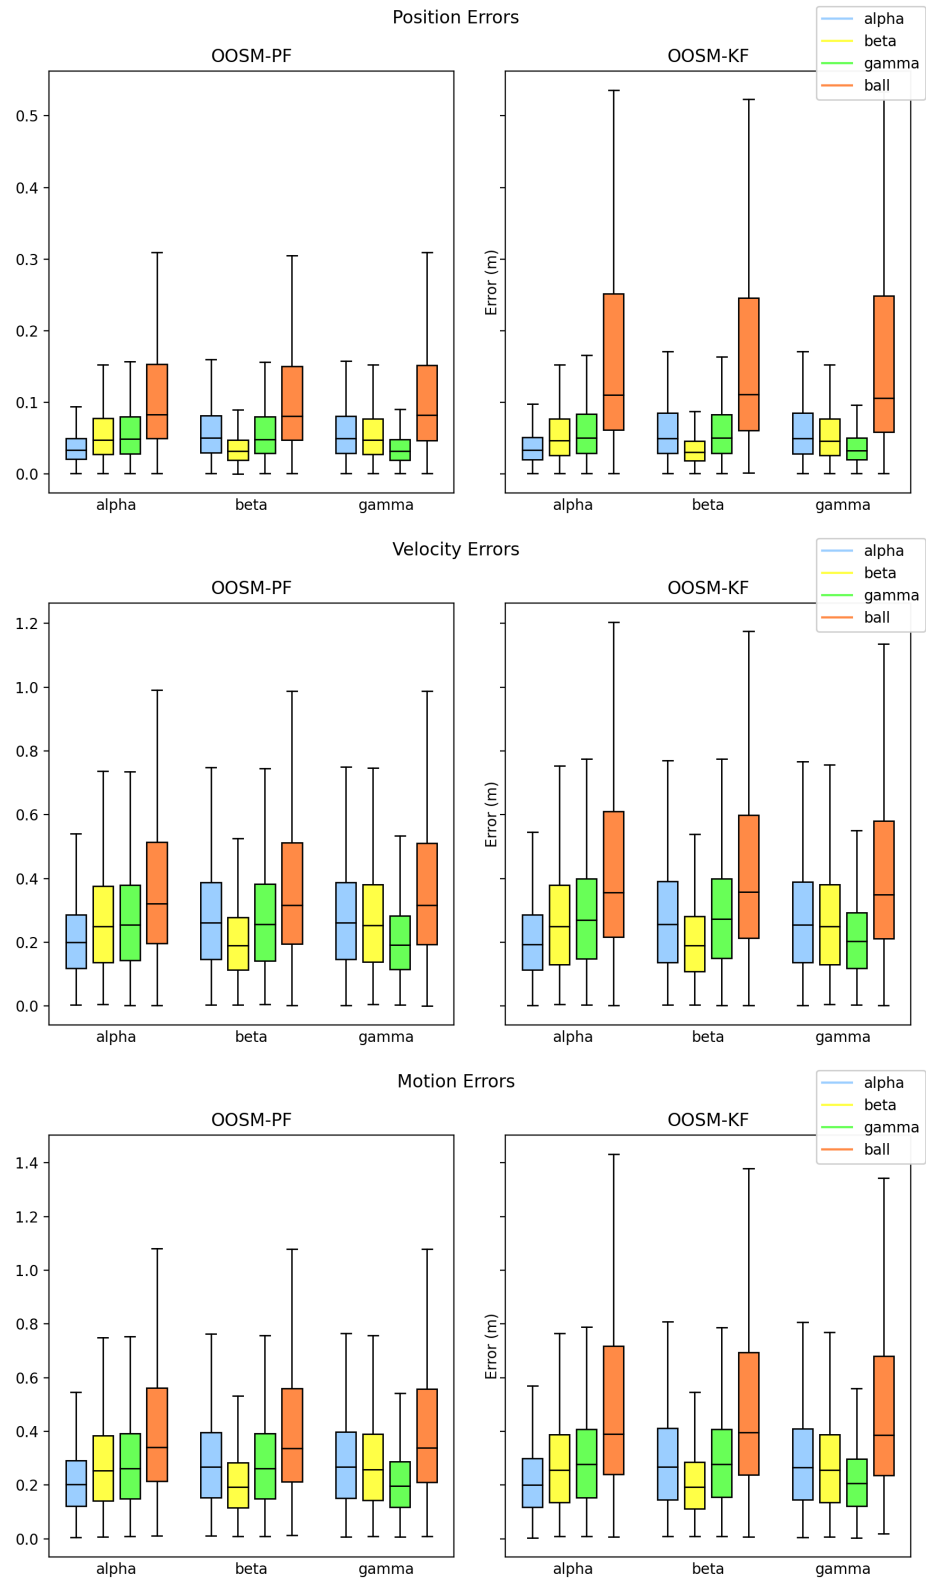 Position Errors
OOSM-PF
OOSM-KF
alpha
beta
gamma
ball
0.5
0.4
0.3
0.2
0.1
0.0
Error (m)
alpha beta gamma
alpha beta gamma
Velocity Errors
OOSM-PF
OOSM-KF
alpha
beta
gamma
ball
1.2
1.0
0.8
0.6
0.4
0.2
0.0
Error (m)
alpha beta gamma
alpha beta gamma
Motion Errors
OOSM-PF
OOSM-KF
alpha
beta
gamma
ball
1.4
1.2
1.0
0.8
0.6
0.4
0.2
0.0
Error (m)
alpha beta gamma
alpha beta gamma